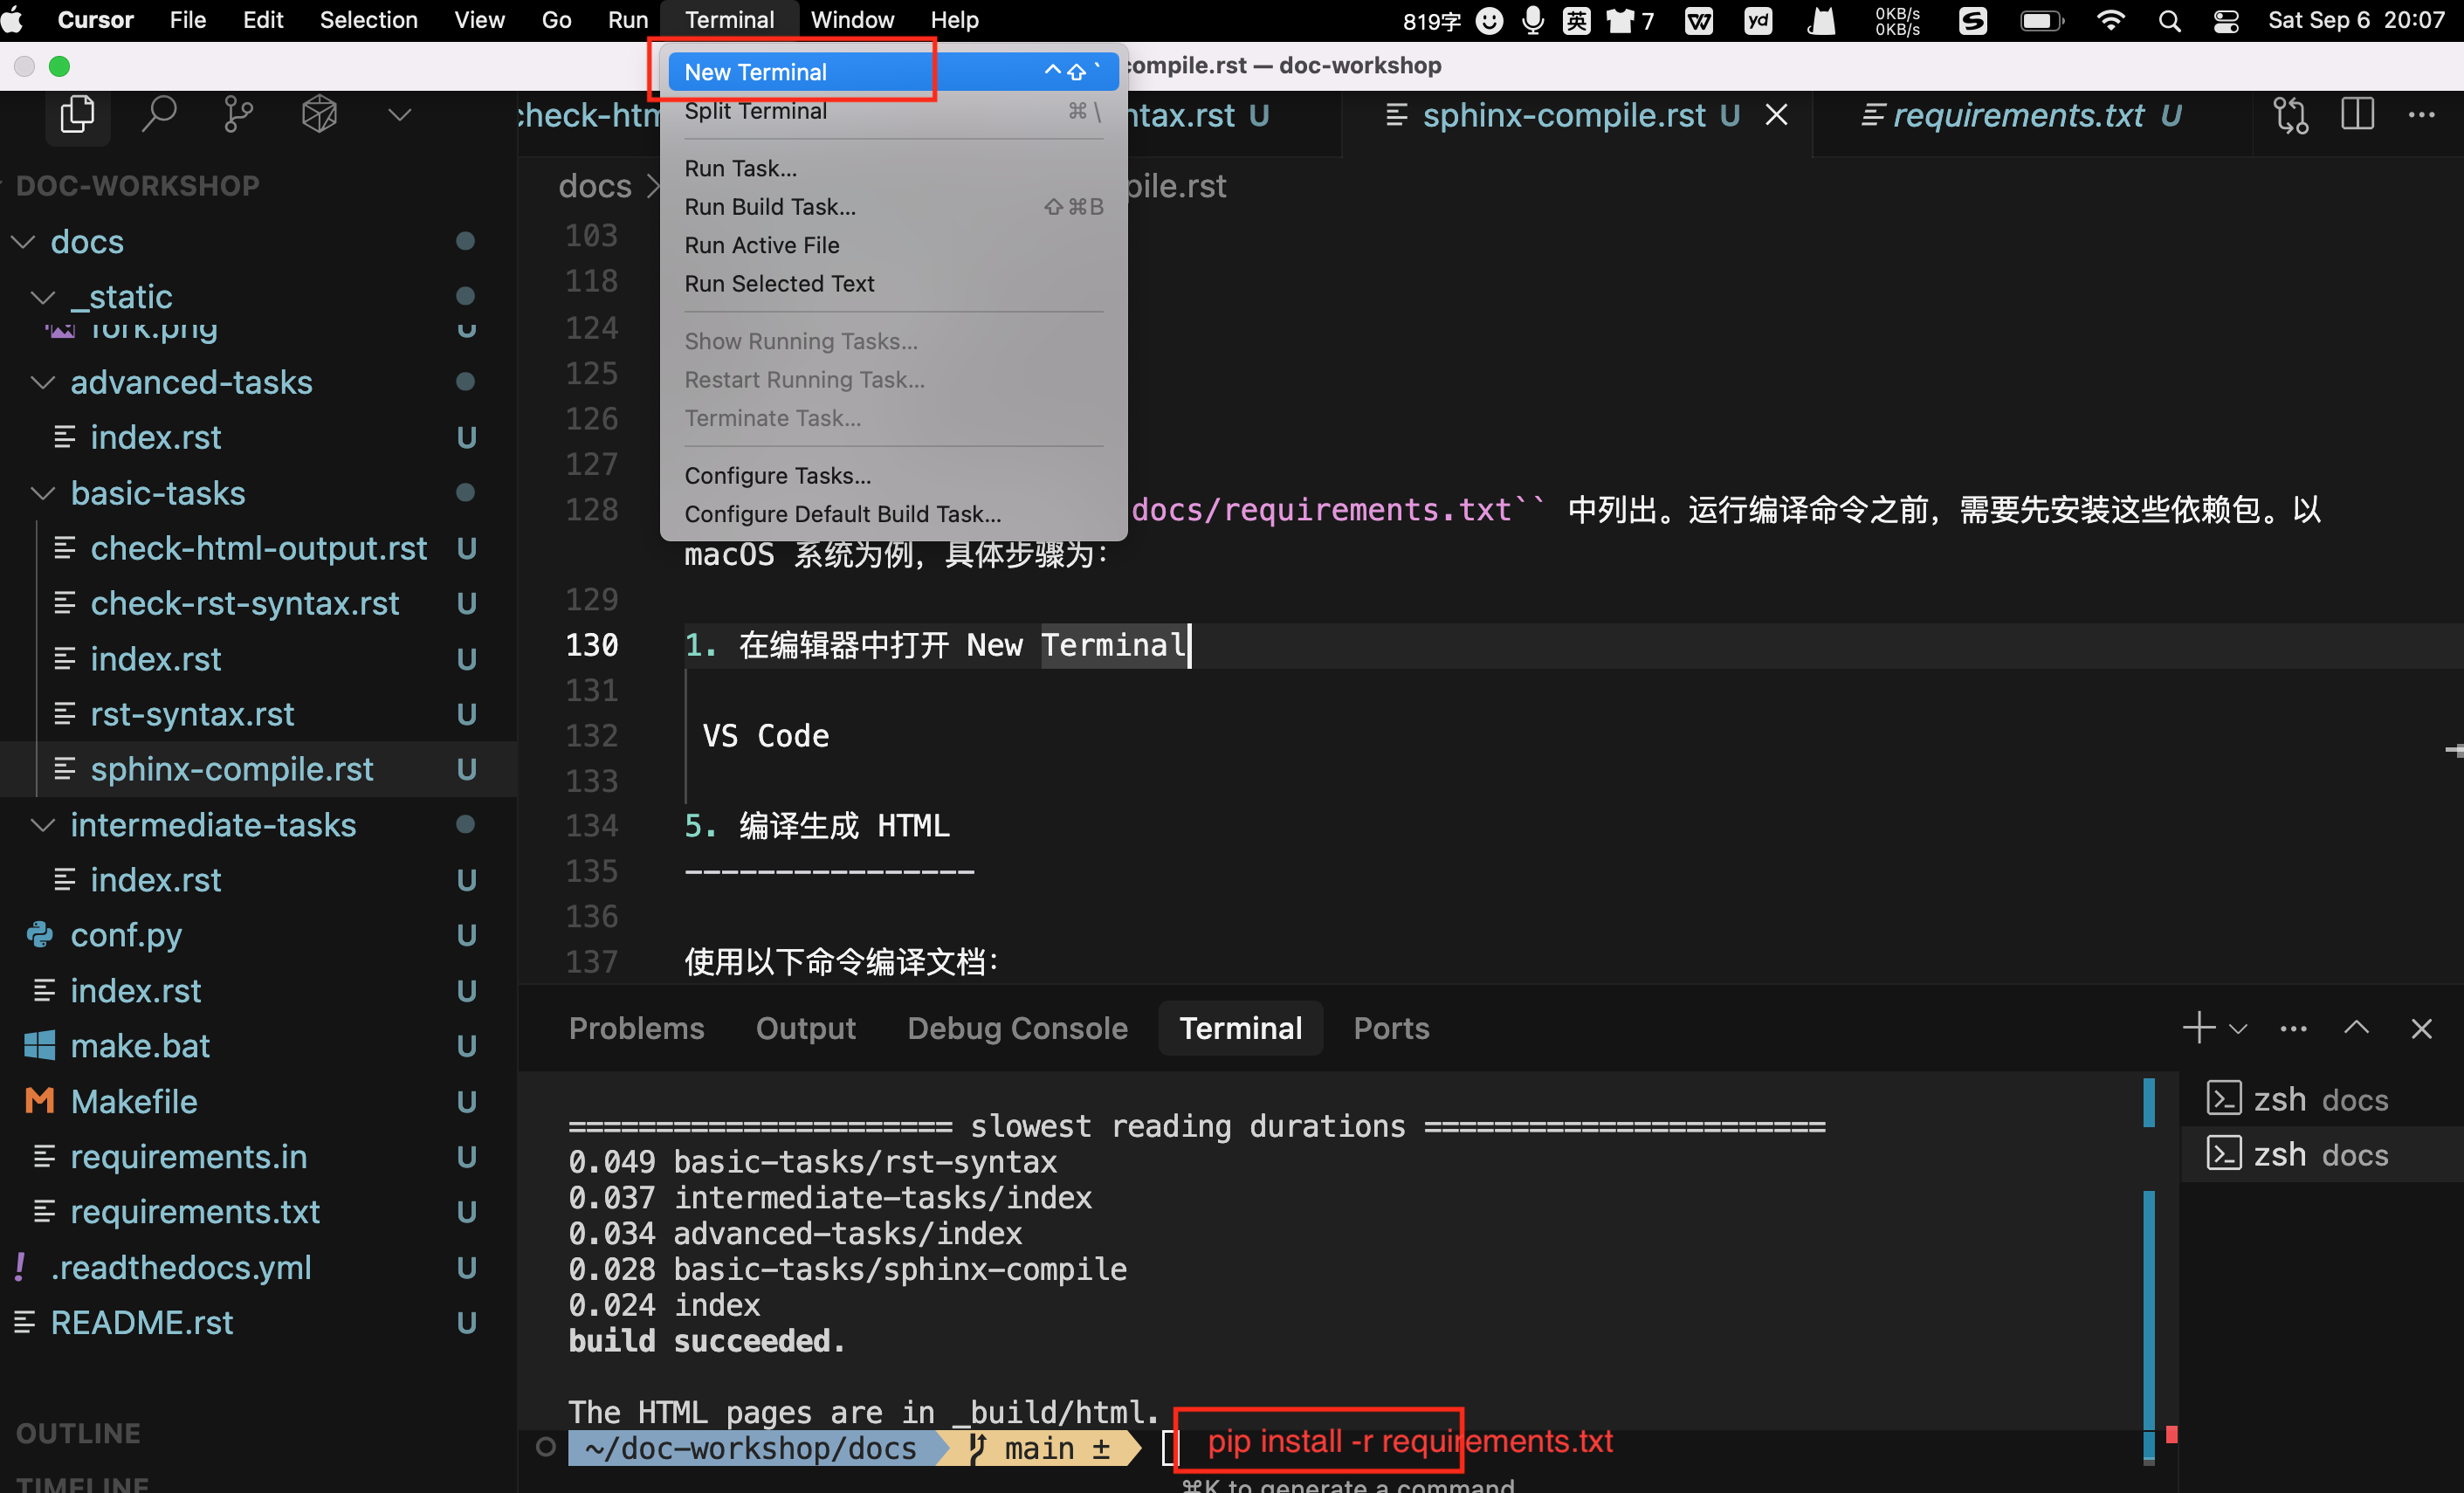 Cursor File Edit Selection View Go Run Terminal Window Help 819字 英 7 yd 0KB/s 0KB/s Sat Sep 6 20:07
compile.rst — doc-workshop
New Terminal ^⇧`
Split Terminal ⌘\
Run Task...
Run Build Task... ⇧⌘B
Run Active File
Run Selected Text
Show Running Tasks...
Restart Running Task...
Terminate Task...
Configure Tasks...
Configure Default Build Task...
check-htm ntax.rst U sphinx-compile.rst U requirements.txt U
DOC-WORKSHOP
docs
_static
fork.png U
advanced-tasks
index.rst U
basic-tasks
check-html-output.rst U
check-rst-syntax.rst U
index.rst U
rst-syntax.rst U
sphinx-compile.rst U
intermediate-tasks
index.rst U
conf.py U
index.rst U
make.bat U
Makefile U
requirements.in U
requirements.txt U
.readthedocs.yml U
README.rst U
OUTLINE
TIMELINE
docs > pile.rst
103
118
124
125
126
127
128 docs/requirements.txt`` 中列出。运行编译命令之前，需要先安装这些依赖包。以
macOS 系统为例，具体步骤为：
129
130 1. 在编辑器中打开 New Terminal
131
132 VS Code
133
134 5. 编译生成 HTML
135 ----------------
136
137 使用以下命令编译文档：
Problems Output Debug Console Terminal Ports
====================== slowest reading durations =======================
0.049 basic-tasks/rst-syntax
0.037 intermediate-tasks/index
0.034 advanced-tasks/index
0.028 basic-tasks/sphinx-compile
0.024 index
build succeeded.
The HTML pages are in _build/html.
~/doc-workshop/docs main ± pip install -r requirements.txt
⌘K to generate a command
zsh docs
zsh docs